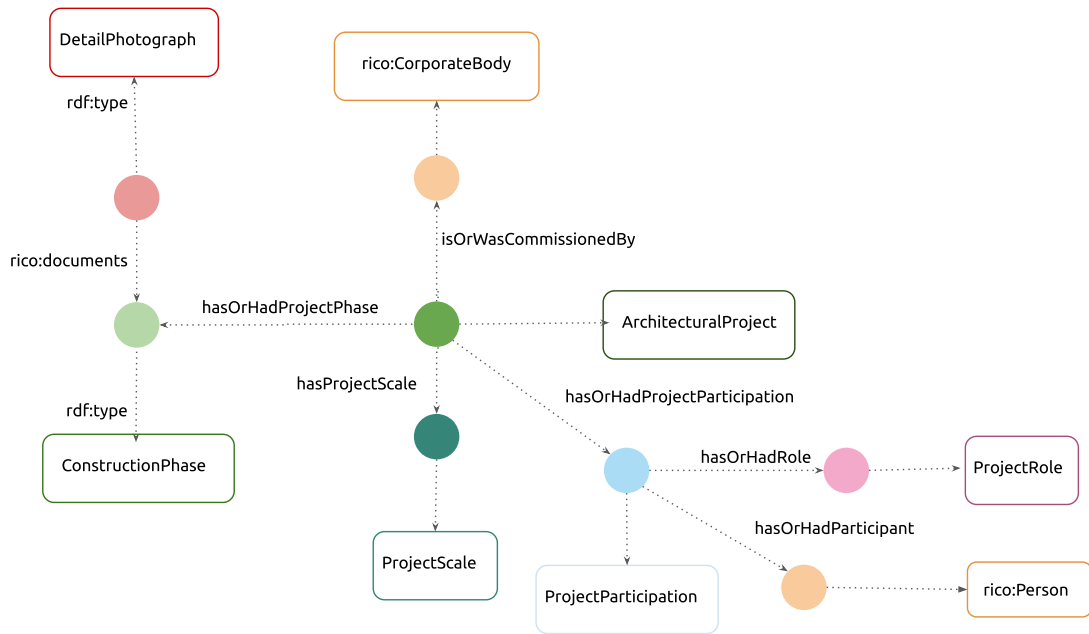 DetailPhotograph
rico:CorporateBody
rdf:type
isOrWasCommissionedBy
rico:documents
hasOrHadProjectPhase
ArchitecturalProject
hasProjectScale
hasOrHadProjectParticipation
rdf:type
ConstructionPhase
hasOrHadRole
ProjectRole
hasOrHadParticipant
ProjectScale
ProjectParticipation
rico:Person